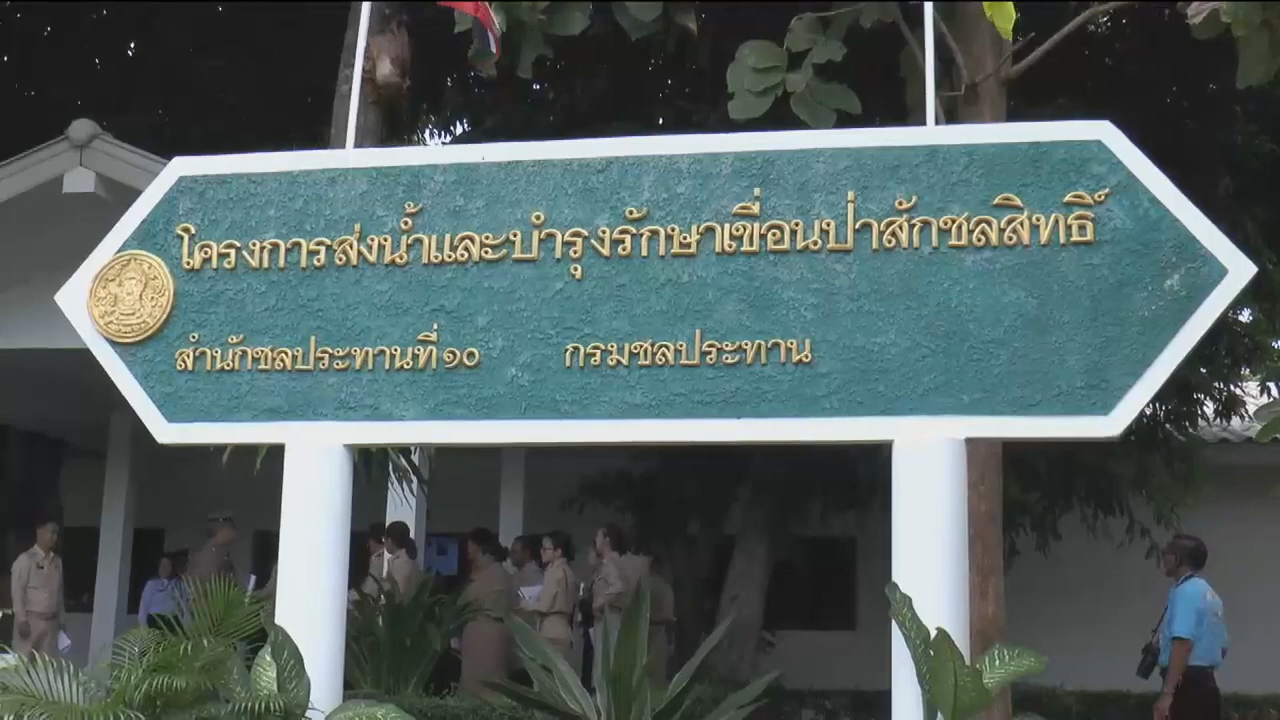 โครงการส่งน้ำและบำรุงรักษาเขื่อนป่าสักชลสิทธิ์
สำนักชลประทานที่ ๑๐ กรมชลประทาน